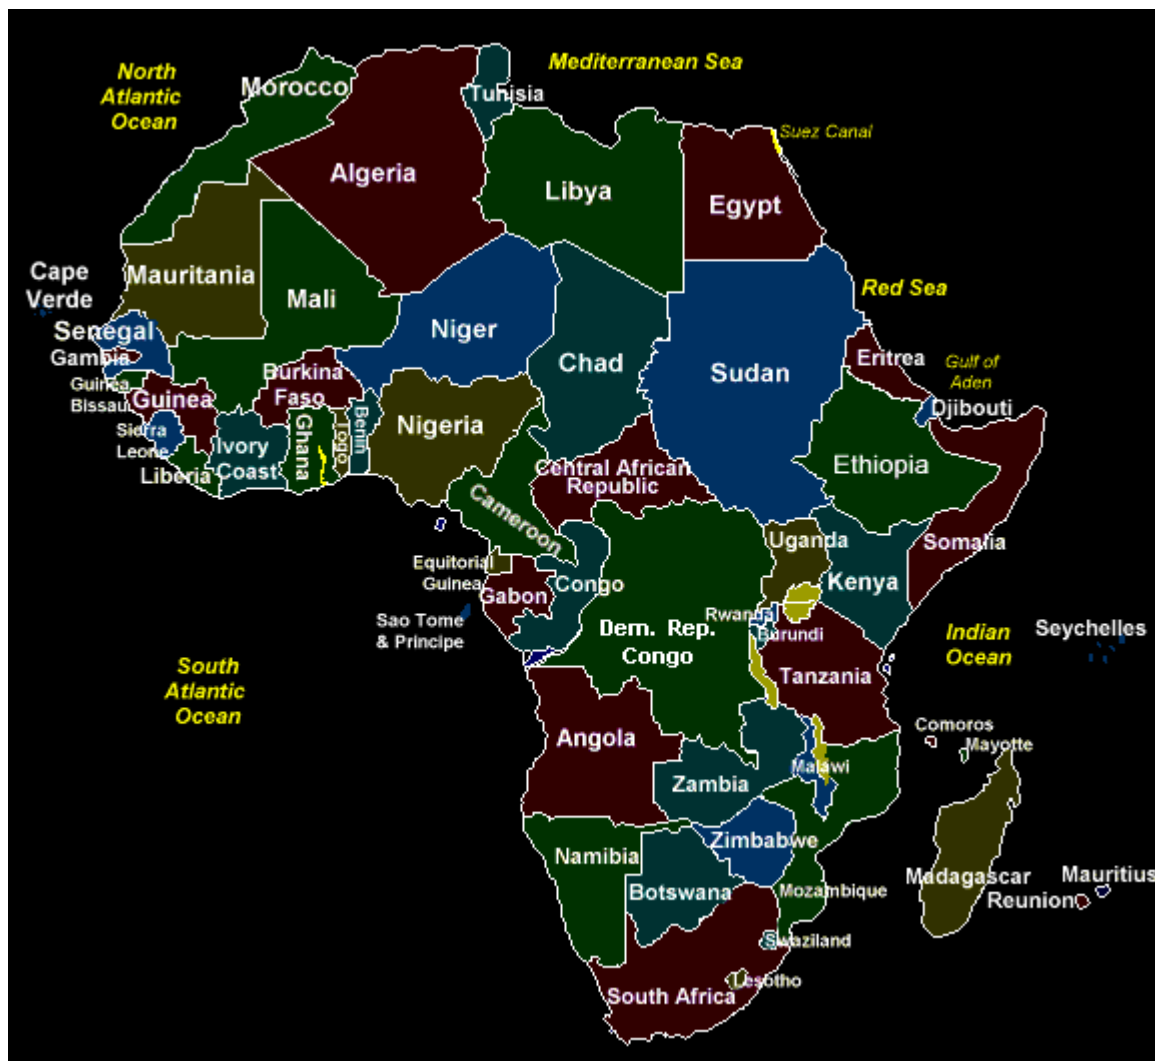 Mediterranean Sea
North
Atlantic
Ocean
Morocco
Tunisia
Suez Canal
Algeria
Libya
Egypt
Cape
Verde
Mauritania
Mali
Red Sea
Niger
Senegal
Chad
Sudan
Gambia
Eritrea
Gulf of
Aden
Guinea
Bissau
Guinea
Burkina
Faso
Djibouti
Sierra
Leone
Ivory
Coast
Ghana
Togo
Benin
Nigeria
Liberia
Central African
Republic
Ethiopia
Cameroon
Uganda
Somalia
Equitorial
Guinea
Gabon
Congo
Kenya
Sao Tome
& Principe
Rwanda
Burundi
Dem. Rep.
Congo
Indian
Ocean
Seychelles
South
Atlantic
Ocean
Tanzania
Angola
Comoros
Mayotte
Malawi
Zambia
Zimbabwe
Namibia
Botswana
Mozambique
Madagascar
Mauritius
Reunion
Swaziland
Lesotho
South Africa